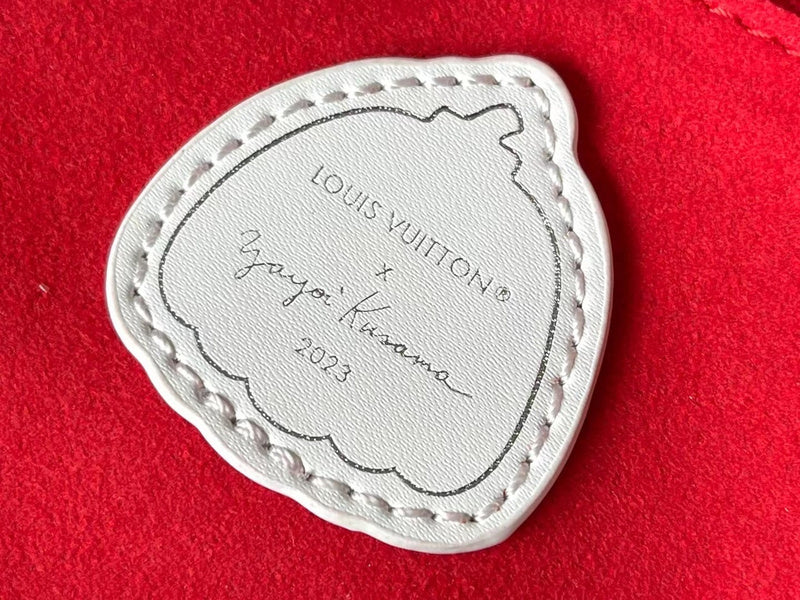 LOUIS VUITTON®
x
Yayoi Kusama
2023